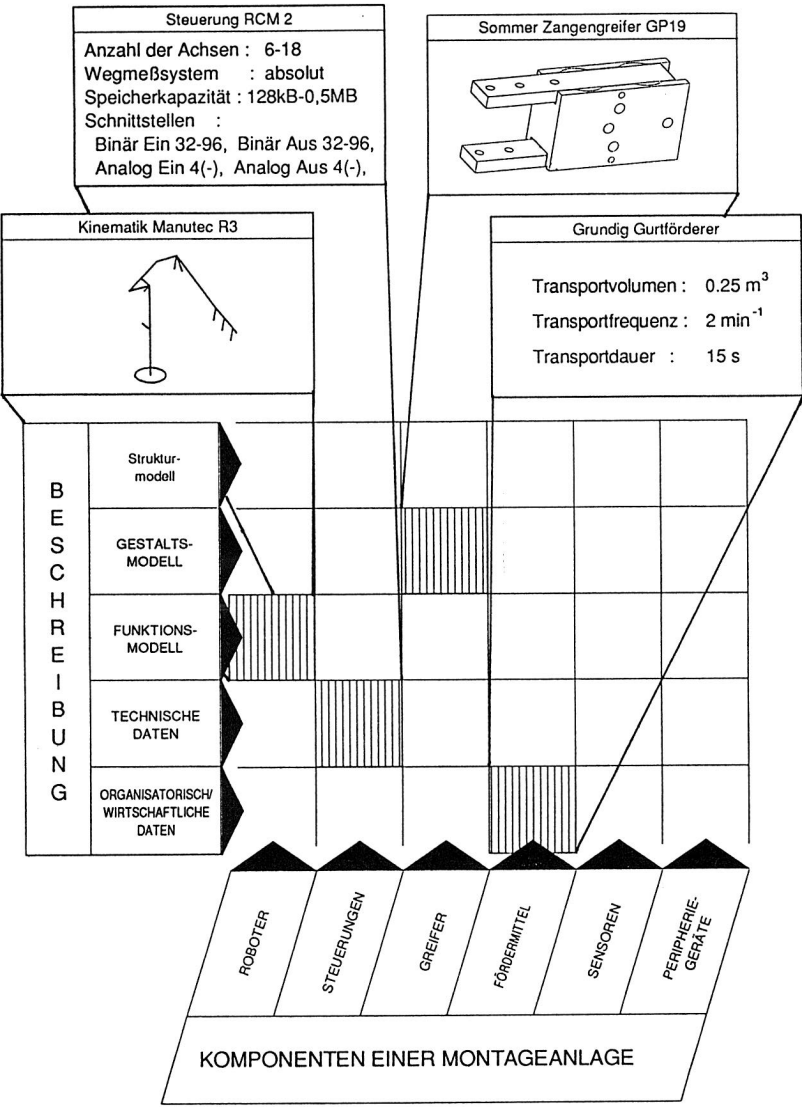 Steuerung RCM 2
Anzahl der Achsen : 6-18
Wegmeßsystem : absolut
Speicherkapazität : 128kB-0,5MB
Schnittstellen :
Binär Ein 32-96, Binär Aus 32-96,
Analog Ein 4(-), Analog Aus 4(-),
Sommer Zangengreifer GP19
Kinematik Manutec R3
Grundig Gurtförderer
Transportvolumen : 0.25 m³
Transportfrequenz : 2 min⁻¹
Transportdauer : 15 s
BESCHREIBUNG
Struktur-
modell
GESTALTS-
MODELL
FUNKTIONS-
MODELL
TECHNISCHE
DATEN
ORGANISATORISCH/
WIRTSCHAFTLICHE
DATEN
ROBOTER
STEUERUNGEN
GREIFER
FÖRDERMITTEL
SENSOREN
PERIPHERIE-
GERÄTE
KOMPONENTEN EINER MONTAGEANLAGE